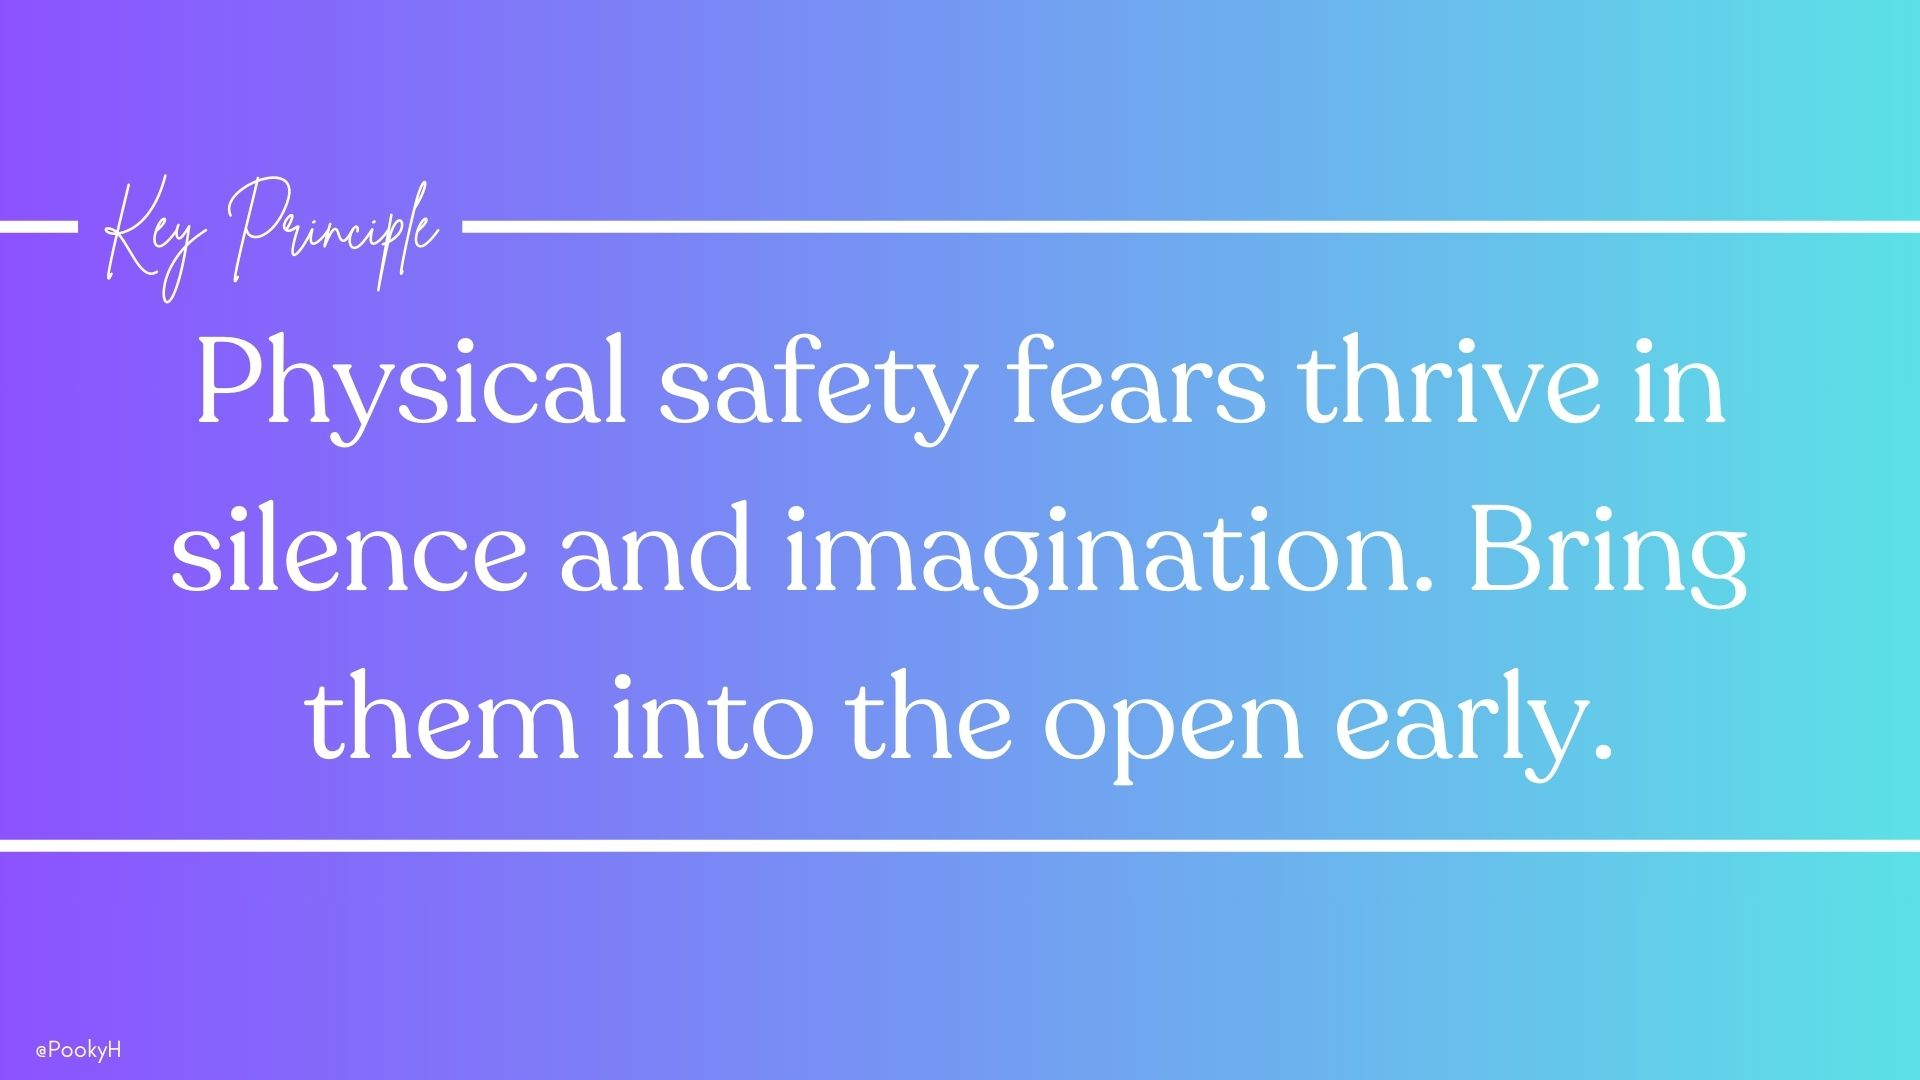 Key Principle
Physical safety fears thrive in
silence and imagination. Bring
them into the open early.
@PookyH